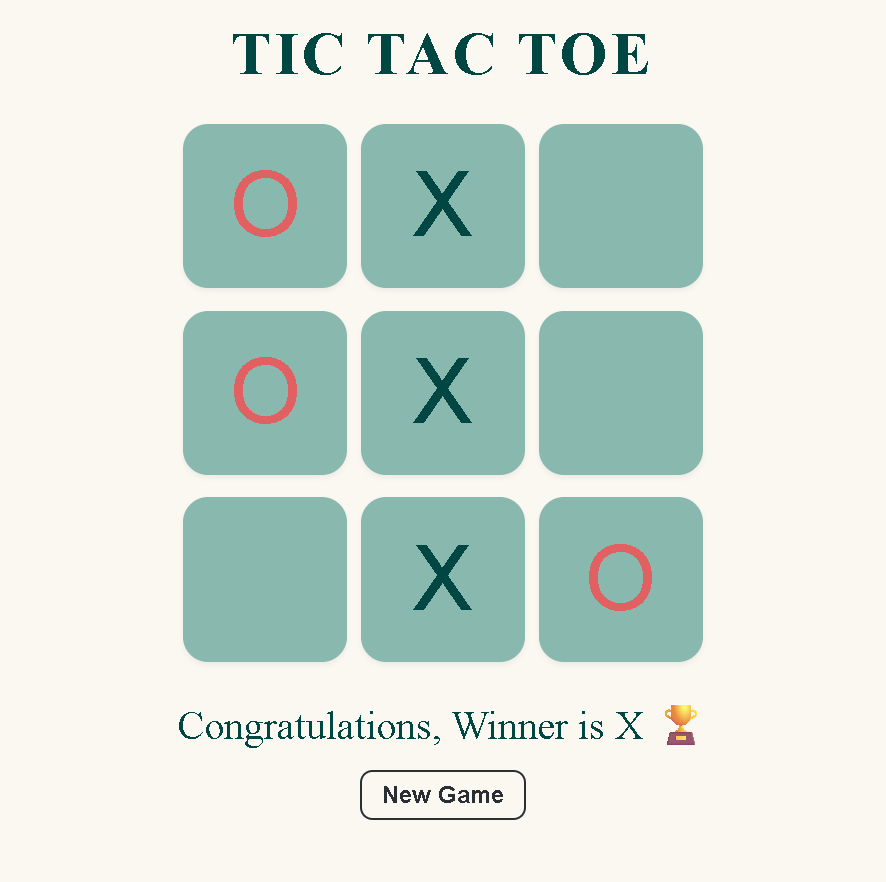 TIC TAC TOE
O X
O X
X O
Congratulations, Winner is X 🏆
New Game